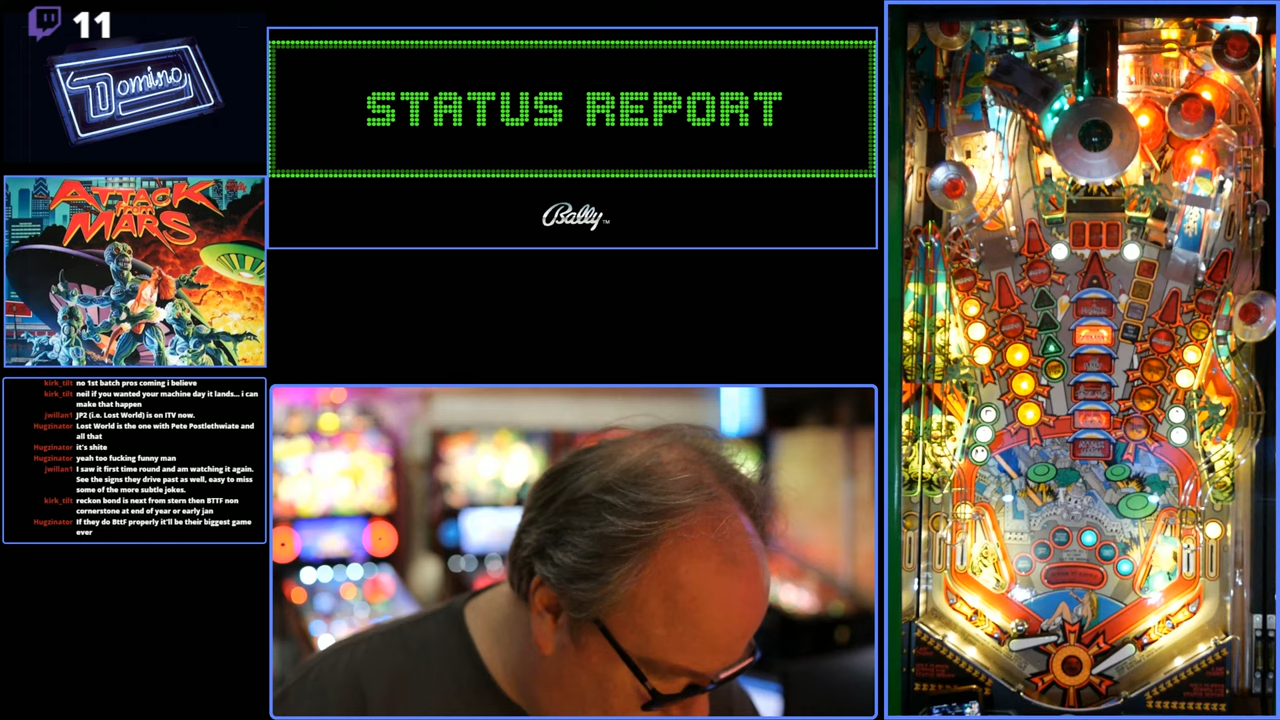 11
Domino
STATUS REPORT
Bally™
ATTACK
from
MARS
kirk_tilt no 1st batch pros coming i believe
kirk_tilt neil if you wanted your machine day it lands... i can
make that happen
jwillan1 JP2 (i.e. Lost World) is on ITV now.
Hugzinator Lost World is the one with Pete Postlethwiate and
all that
Hugzinator it's shite
Hugzinator yeah too fucking funny man
jwillan1 I saw it first time round and am watching it again.
See the signs they drive past as well, easy to miss
some of the more subtle jokes.
kirk_tilt reckon bond is next from stern then BTTF non
cornerstone at end of year or early jan
Hugzinator If they do BttF properly it'll be their biggest game
ever